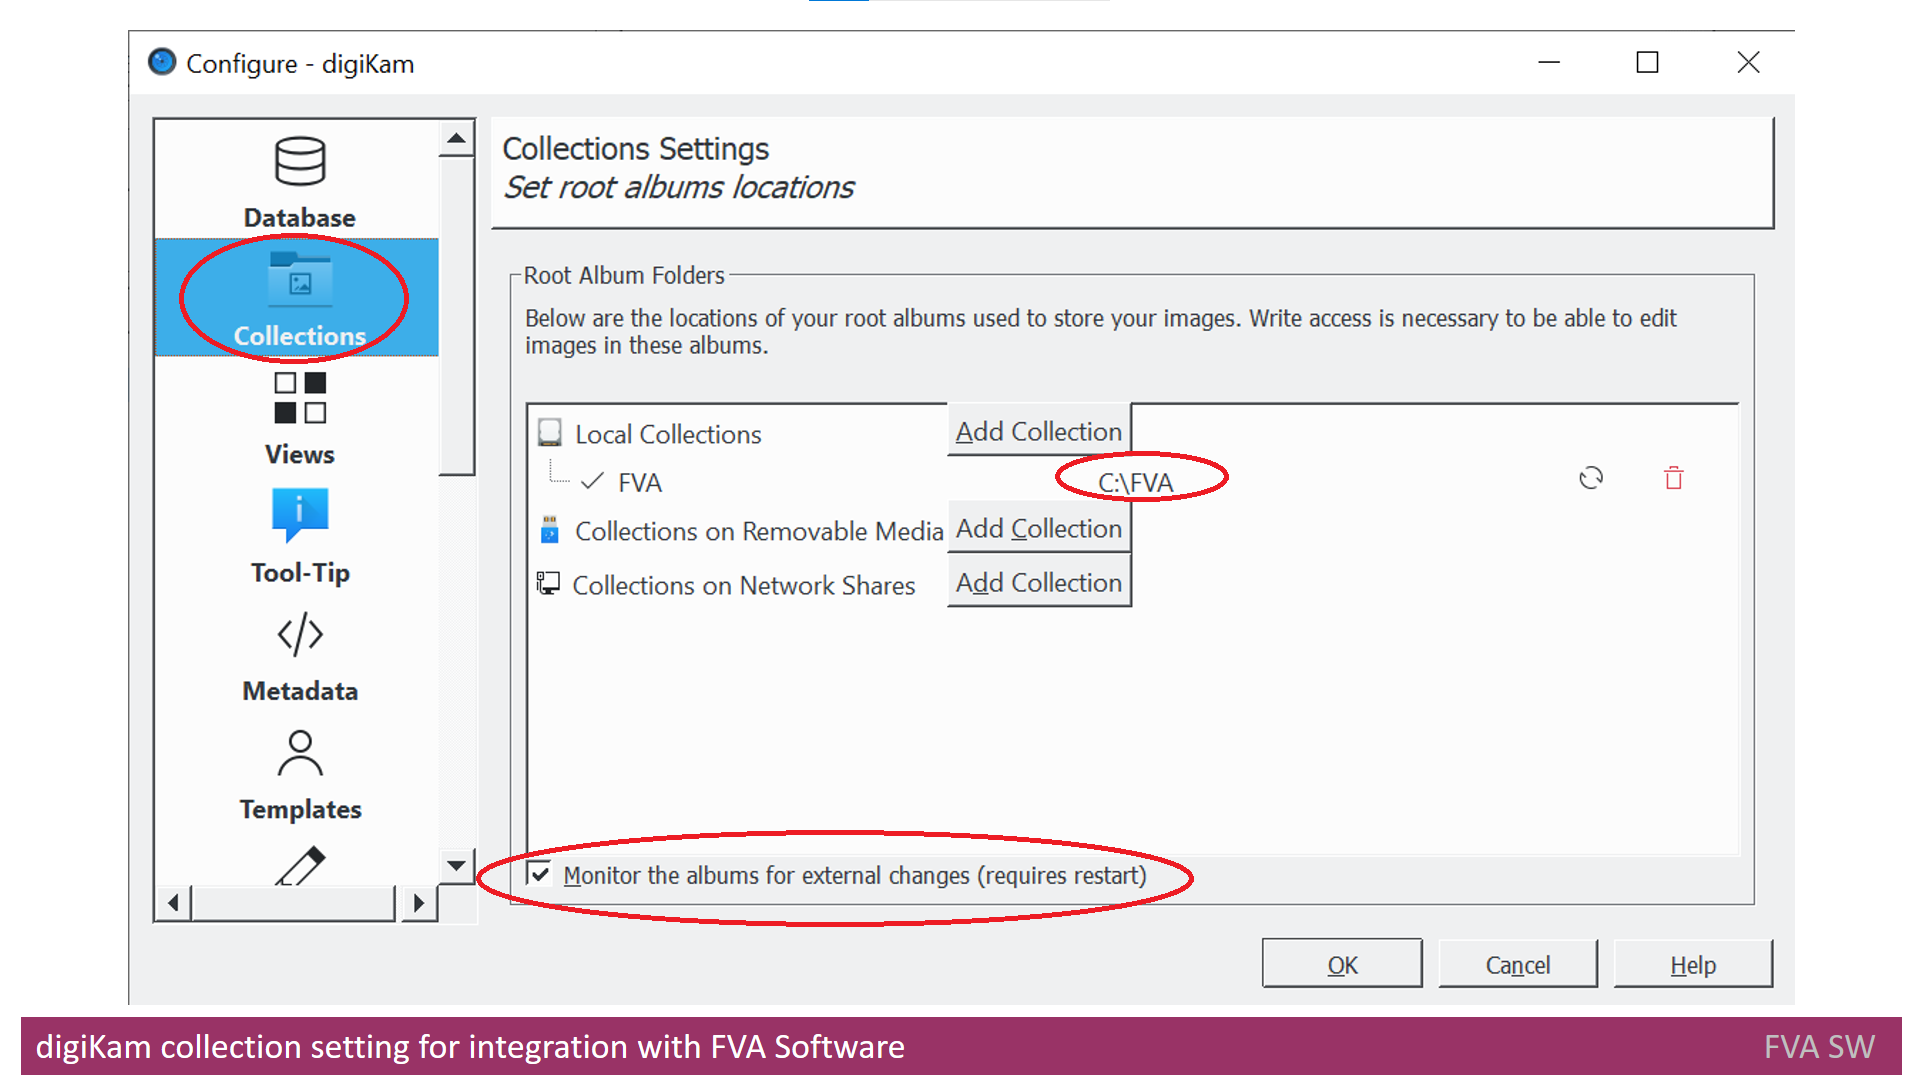 Configure - digiKam
Database
Collections
Views
Tool-Tip
Metadata
Templates
Collections Settings
Set root albums locations
Root Album Folders
Below are the locations of your root albums used to store your images. Write access is necessary to be able to edit
images in these albums.
Local Collections Add Collection
FVA C:\FVA
Collections on Removable Media Add Collection
Collections on Network Shares Add Collection
Monitor the albums for external changes (requires restart)
OK Cancel Help
digiKam collection setting for integration with FVA Software FVA SW